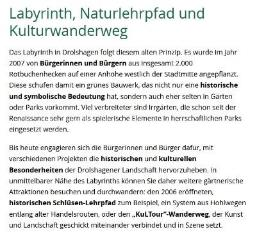 Labyrinth, Naturlehrpfad und
Kulturwanderweg
Das Labyrinth in Drolshagen folgt diesem alten Prinzip. Es wurde im Jahr
2007 von Bürgerinnen und Bürgern aus insgesamt 2.000
Rotbuchenhecken auf einer Anhöhe westlich der Stadtmitte angepflanzt.
Diese schufen damit ein grünes Bauwerk, das nicht nur eine historische
und symbolische Bedeutung hat, sondern auch eher selten in Gärten
oder Parks vorkommt. Viel verbreiteter sind Irrgärten, die schon seit der
Renaissance sehr gern als spielerische Elemente in herrschaftlichen Parks
eingesetzt werden.
Bis heute engagieren sich die Bürgerinnen und Bürger dafür, mit
verschiedenen Projekten die historischen und kulturellen
Besonderheiten der Drolshagener Landschaft hervorzuheben. In
unmittelbarer Nähe des Labyrinths können Sie daher weitere gärtnerische
Attraktionen besuchen und durchwandern: den 2006 eröffneten,
historischen Schlüsen-Lehrpfad zum Beispiel, ein System aus Hohlwegen
entlang alter Handelsrouten, oder den „KuLTour"-Wanderweg, der Kunst
und Landschaft geschickt miteinander verbindet und in Szene setzt.